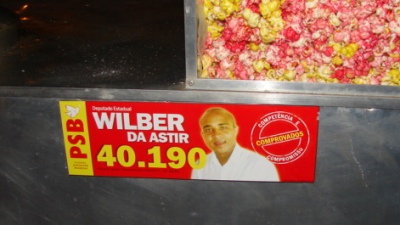 PSB
Deputado Estadual
WILBER
DA ASTIR
40.190
COMPETÊNCIA E
COMPROVADOS
COMPROMISSO